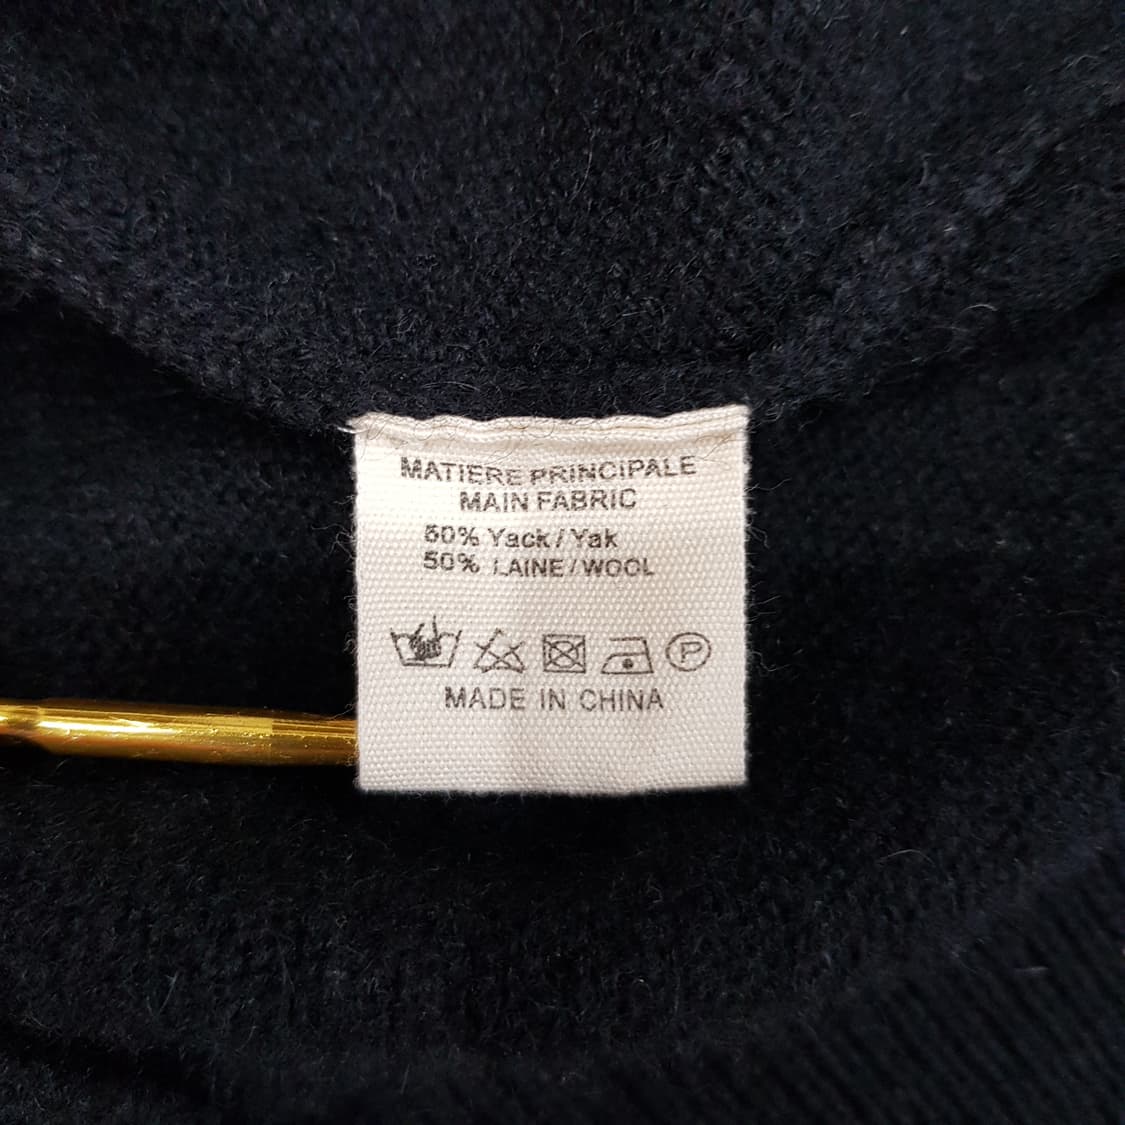 MATIERE PRINCIPALE
MAIN FABRIC
50% Yack / Yak
50% LAINE / WOOL
P
MADE IN CHINA